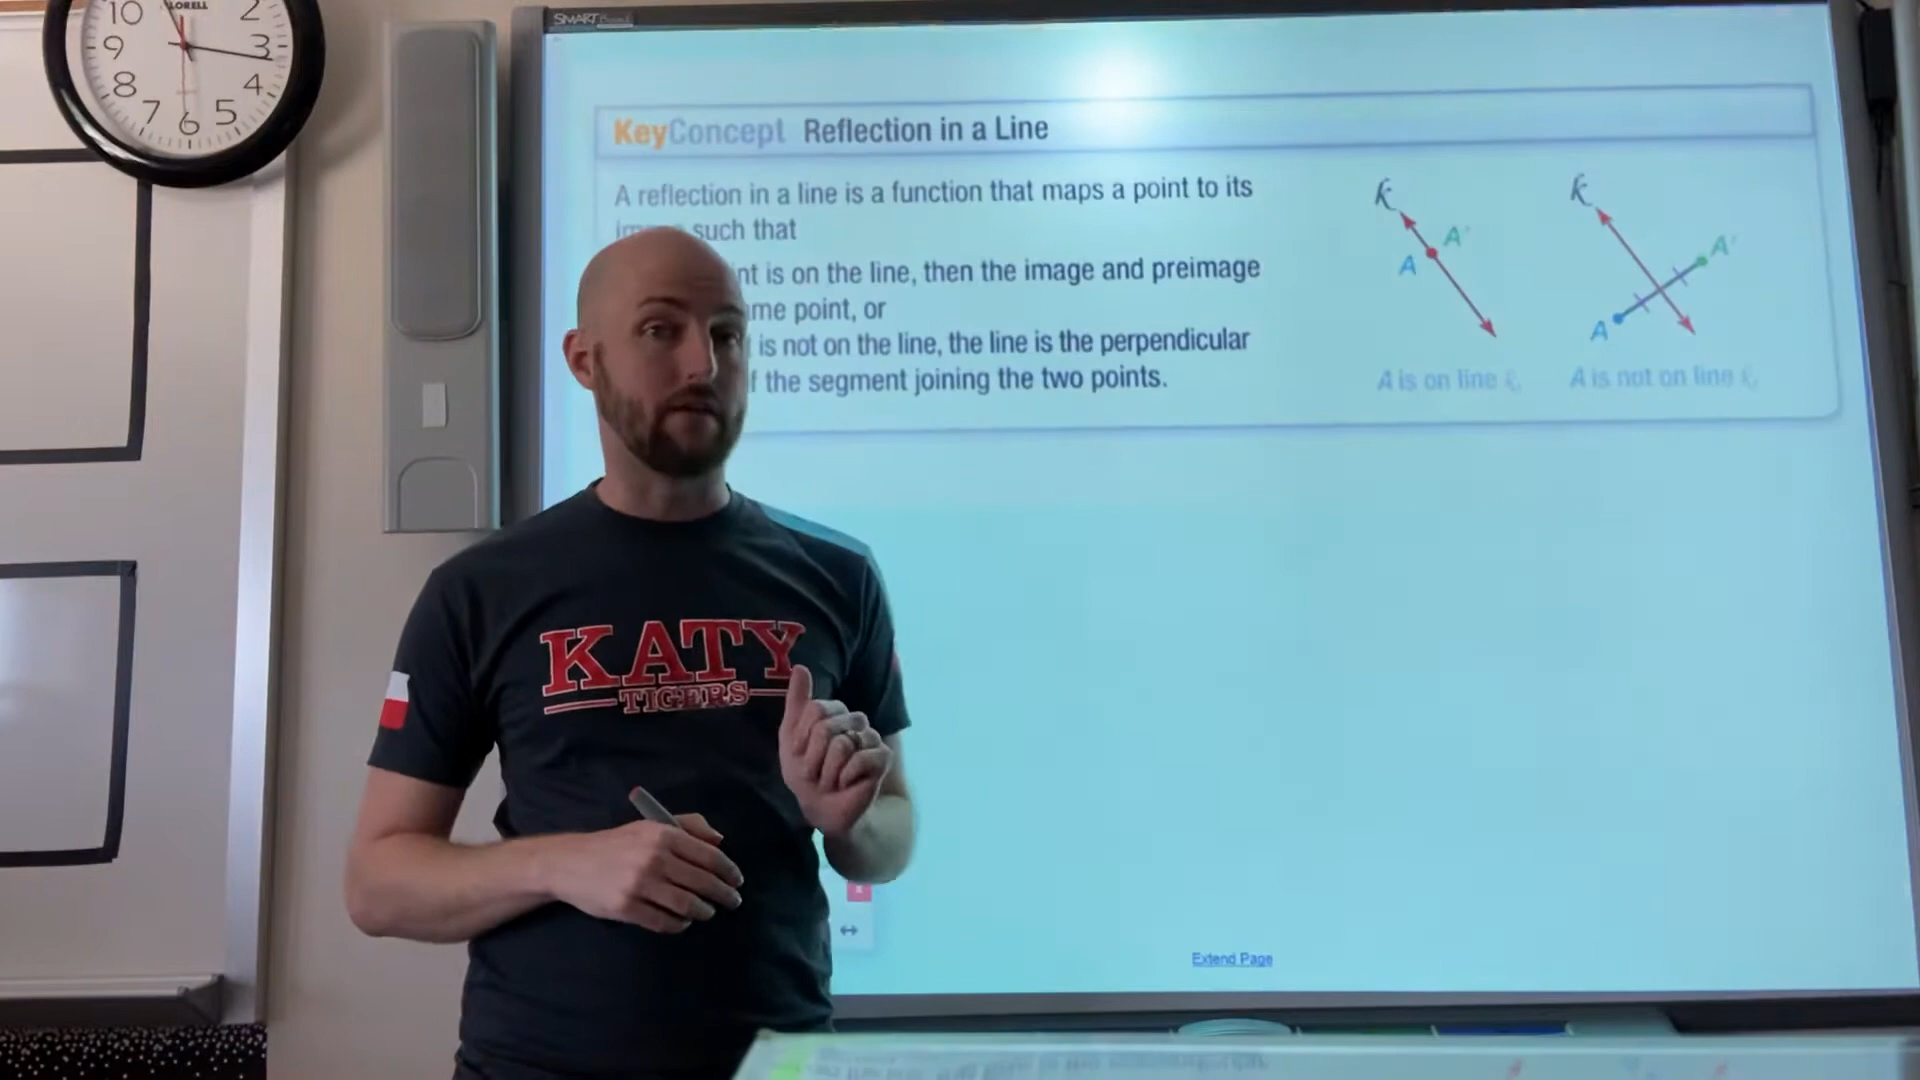 LORELL
10
2
9
3
8
4
7
6
5
SMART Board
KeyConcept Reflection in a Line
A reflection in a line is a function that maps a point to its
such that
nt is on the line, then the image and preimage
me point, or
is not on the line, the line is the perpendicular
f the segment joining the two points.
k
A'
A
A is on line
k
A'
A
A is not on line
KATY
TIGERS
x
Extend Page